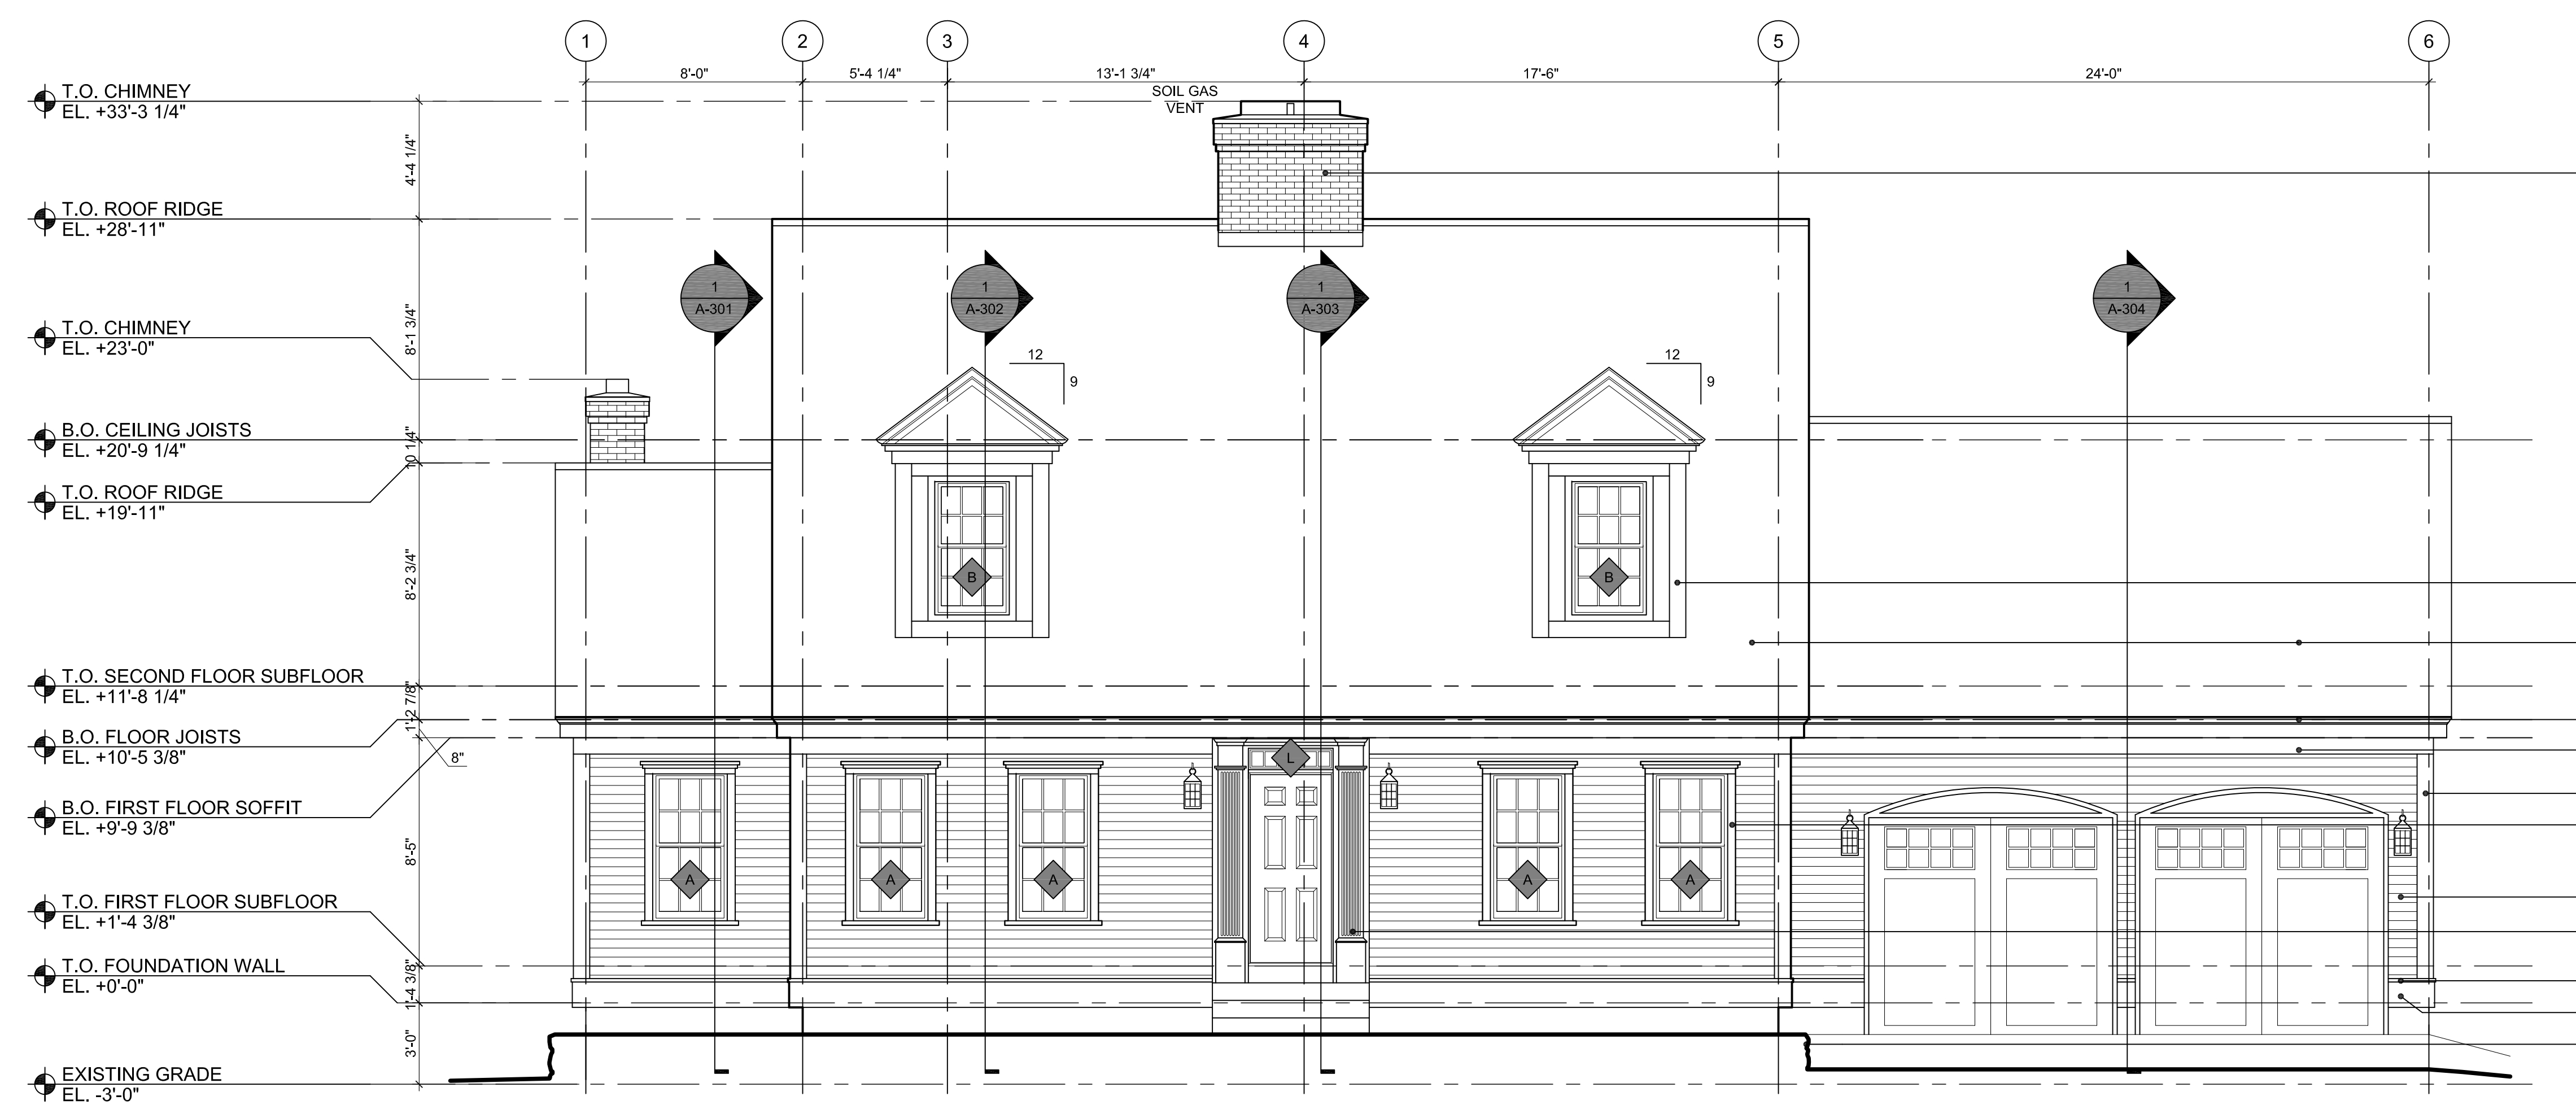 1
2
3
4
5
6
8'-0"
5'-4 1/4"
13'-1 3/4"
17'-6"
24'-0"
SOIL GAS
VENT
T.O. CHIMNEY
EL. +33'-3 1/4"
4'-4 1/4"
T.O. ROOF RIDGE
EL. +28'-11"
8'-1 3/4"
1
A-301
1
A-302
1
A-303
1
A-304
T.O. CHIMNEY
EL. +23'-0"
12
9
12
9
B.O. CEILING JOISTS
EL. +20'-9 1/4"
10 1/4"
T.O. ROOF RIDGE
EL. +19'-11"
8'-2 3/4"
B
B
T.O. SECOND FLOOR SUBFLOOR
EL. +11'-8 1/4"
1'-2 7/8"
B.O. FLOOR JOISTS
EL. +10'-5 3/8"
8"
L
B.O. FIRST FLOOR SOFFIT
EL. +9'-9 3/8"
8'-5"
A
A
A
A
A
T.O. FIRST FLOOR SUBFLOOR
EL. +1'-4 3/8"
T.O. FOUNDATION WALL
EL. +0'-0"
1'-4 3/8"
3'-0"
EXISTING GRADE
EL. -3'-0"